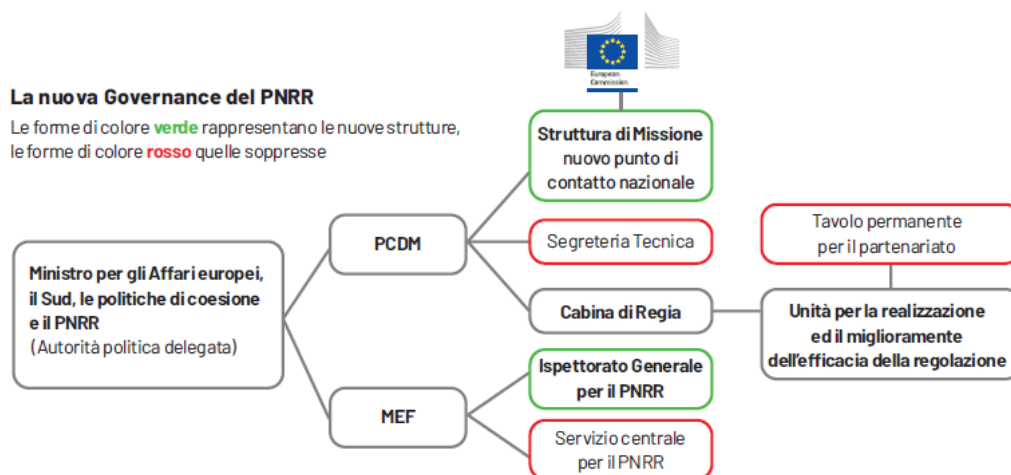 European
Commission
La nuova Governance del PNRR
Le forme di colore verde rappresentano le nuove strutture,
le forme di colore rosso quelle soppresse
Struttura di Missione
nuovo punto di
contatto nazionale
PCDM
Segreteria Tecnica
Tavolo permanente
per il partenariato
Ministro per gli Affari europei,
il Sud, le politiche di coesione
e il PNRR
(Autorità politica delegata)
Cabina di Regia
Unità per la realizzazione
ed il miglioramente
dell'efficacia della regolazione
Ispettorato Generale
per il PNRR
MEF
Servizio centrale
per il PNRR